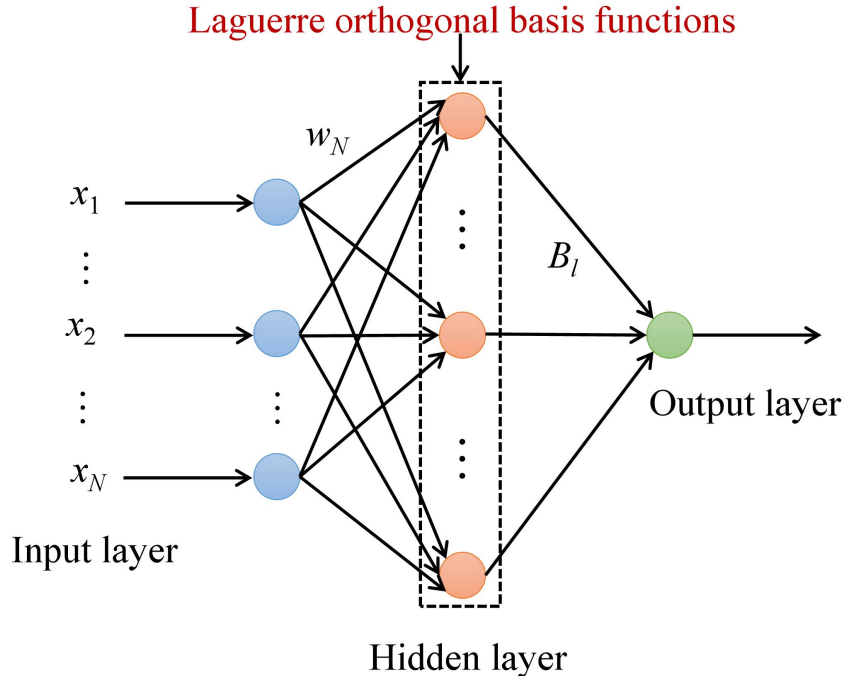 Laguerre orthogonal basis functions
w_N
x_1
⋮
⋮
B_l
x_2
⋮
⋮
⋮
Output layer
x_N
Input layer
Hidden layer